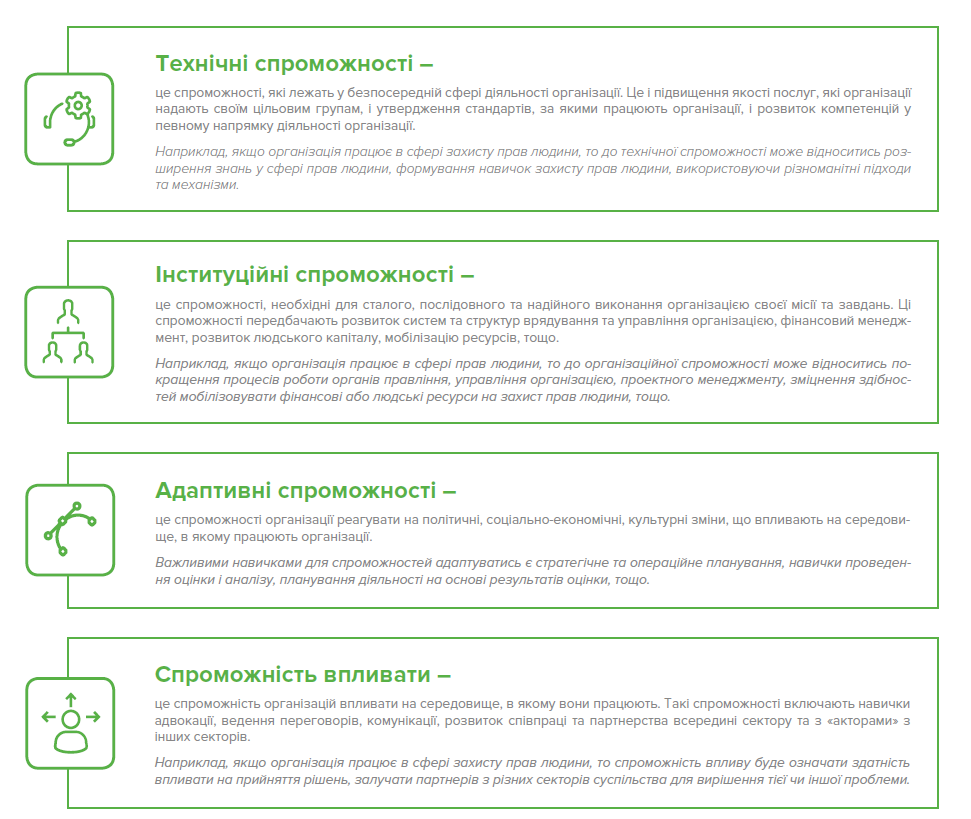 Технічні спроможності –
це спроможності, які лежать у безпосередній сфері діяльності організації. Це і підвищення якості послуг, які організації
надають своїм цільовим групам, і утвердження стандартів, за якими працюють організації, і розвиток компетенцій у
певному напрямку діяльності організації.
Наприклад, якщо організація працює в сфері захисту прав людини, то до технічної спроможності може відноситись роз-
ширення знань у сфері прав людини, формування навичок захисту прав людини, використовуючи різноманітні підходи
та механізми.
Інституційні спроможності –
це спроможності, необхідні для сталого, послідовного та надійного виконання організацією своєї місії та завдань. Ці
спроможності передбачають розвиток систем та структур врядування та управління організацією, фінансовий менедж-
мент, розвиток людського капіталу, мобілізацію ресурсів, тощо.
Наприклад, якщо організація працює в сфері прав людини, то до організаційної спроможності може відноситись по-
кращення процесів роботи органів правління, управління організацією, проектного менеджменту, зміцнення здібнос-
тей мобілізовувати фінансові або людські ресурси на захист прав людини, тощо.
Адаптивні спроможності –
це спроможності організації реагувати на політичні, соціально-економічні, культурні зміни, що впливають на середови-
ще, в якому працюють організації.
Важливими навичками для спроможностей адаптуватись є стратегічне та операційне планування, навички проведен-
ня оцінки і аналізу, планування діяльності на основі результатів оцінки, тощо.
Спроможність впливати –
це спроможність організацій впливати на середовище, в якому вони працюють. Такі спроможності включають навички
адвокації, ведення переговорів, комунікації, розвиток співпраці та партнерства всередині сектору та з «акторами» з
інших секторів.
Наприклад, якщо організація працює в сфері захисту прав людини, то спроможність впливу буде означати здатність
впливати на прийняття рішень, залучати партнерів з різних секторів суспільства для вирішення тієї чи іншої проблеми.